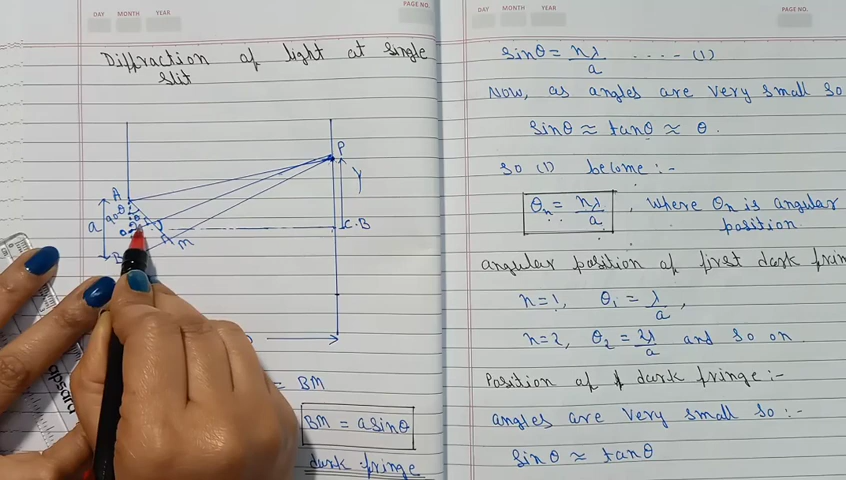 DAY MONTH YEAR
PAGE NO.
Diffraction of light at single
slit
P
A
y
θ
90
a
θ
C.B
M
B
= BM
BM = a sinθ
dark fringe
apsara
DAY MONTH YEAR
PAGE NO.
sinθ = nλ/a ..... (1)
Now, as angles are very small so
sinθ ≈ tanθ ≈ θ.
so (1) become :-
θn = nλ/a , where θn is angular
position.
angular position of first dark frin
n=1, θ1 = λ/a ,
n=2, θ2 = 2λ/a and so on
Position of dark fringe :-
angles are very small so :-
sinθ ≈ tanθ